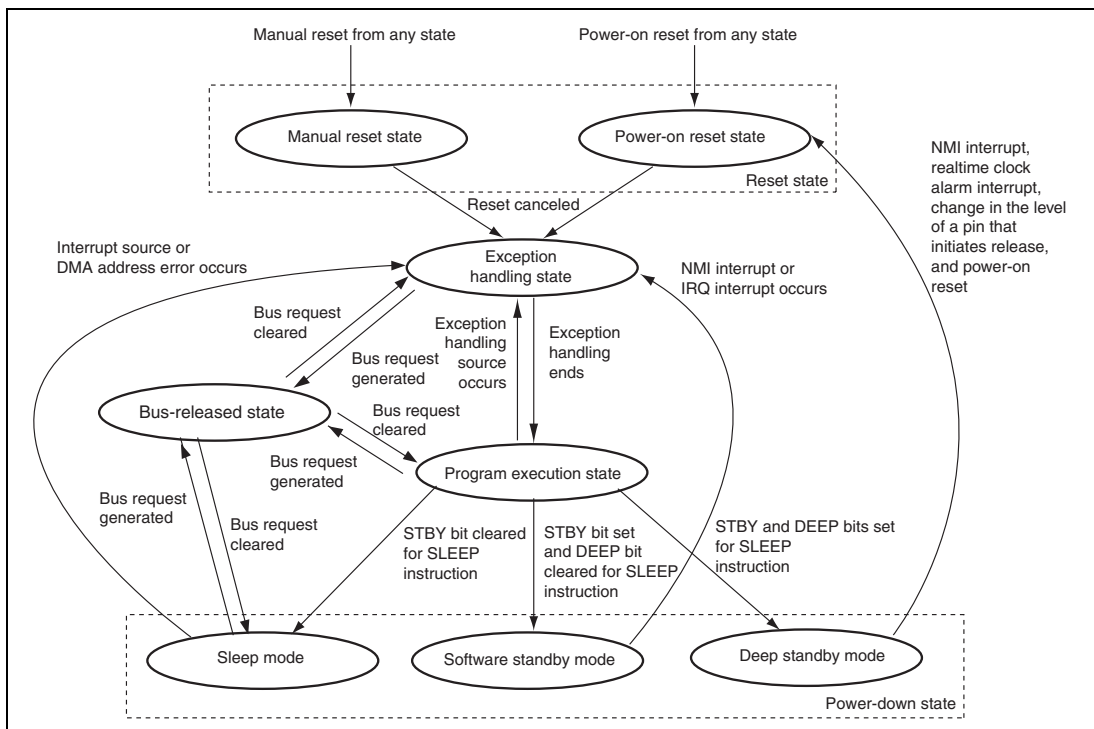 Manual reset from any state
Power-on reset from any state
Manual reset state
Power-on reset state
Reset state
NMI interrupt,
realtime clock
alarm interrupt,
change in the level
of a pin that
initiates release,
and power-on
reset
Reset canceled
Interrupt source or
DMA address error occurs
Exception
handling state
NMI interrupt or
IRQ interrupt occurs
Bus request
cleared
Bus request
generated
Exception
handling
source
occurs
Exception
handling
ends
Bus-released state
Bus request
cleared
Bus request
generated
Program execution state
Bus request
generated
Bus request
cleared
STBY bit cleared
for SLEEP
instruction
STBY bit set
and DEEP bit
cleared for SLEEP
instruction
STBY and DEEP bits set
for SLEEP
instruction
Sleep mode
Software standby mode
Deep standby mode
Power-down state